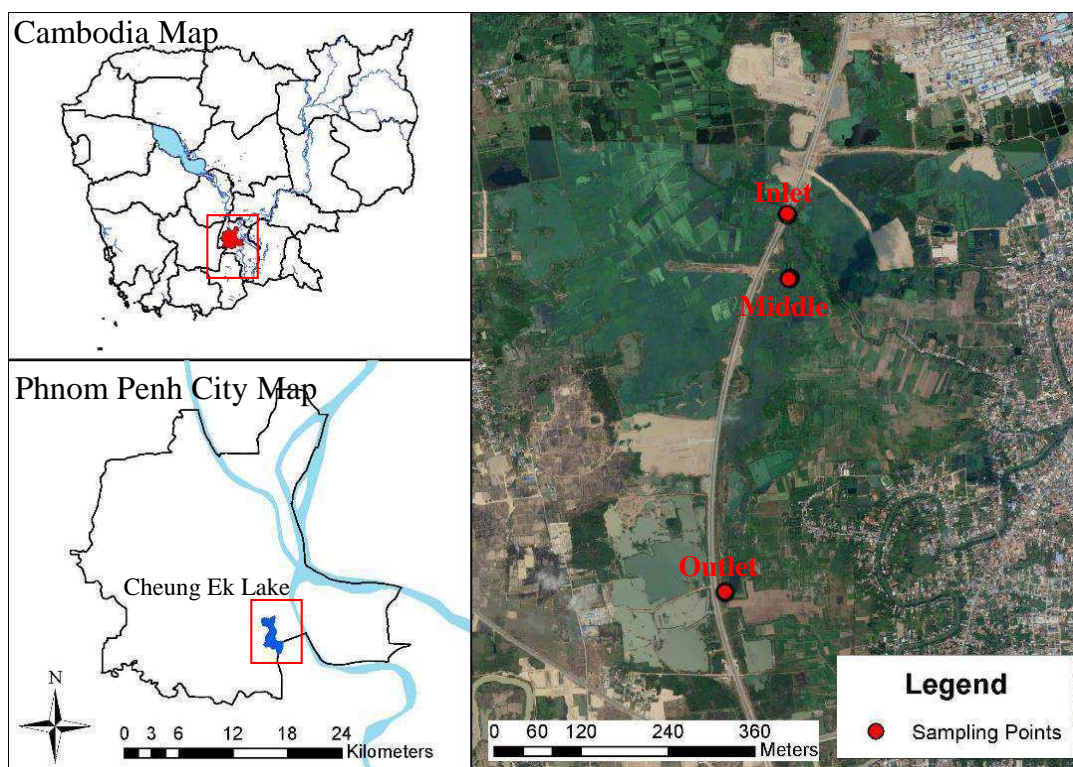 Cambodia Map
Phnom Penh City Map
Cheung Ek Lake
N
0 3 6 12 18 24
Kilometers
Inlet
Middle
Outlet
0 60 120 240 360
Meters
Legend
Sampling Points